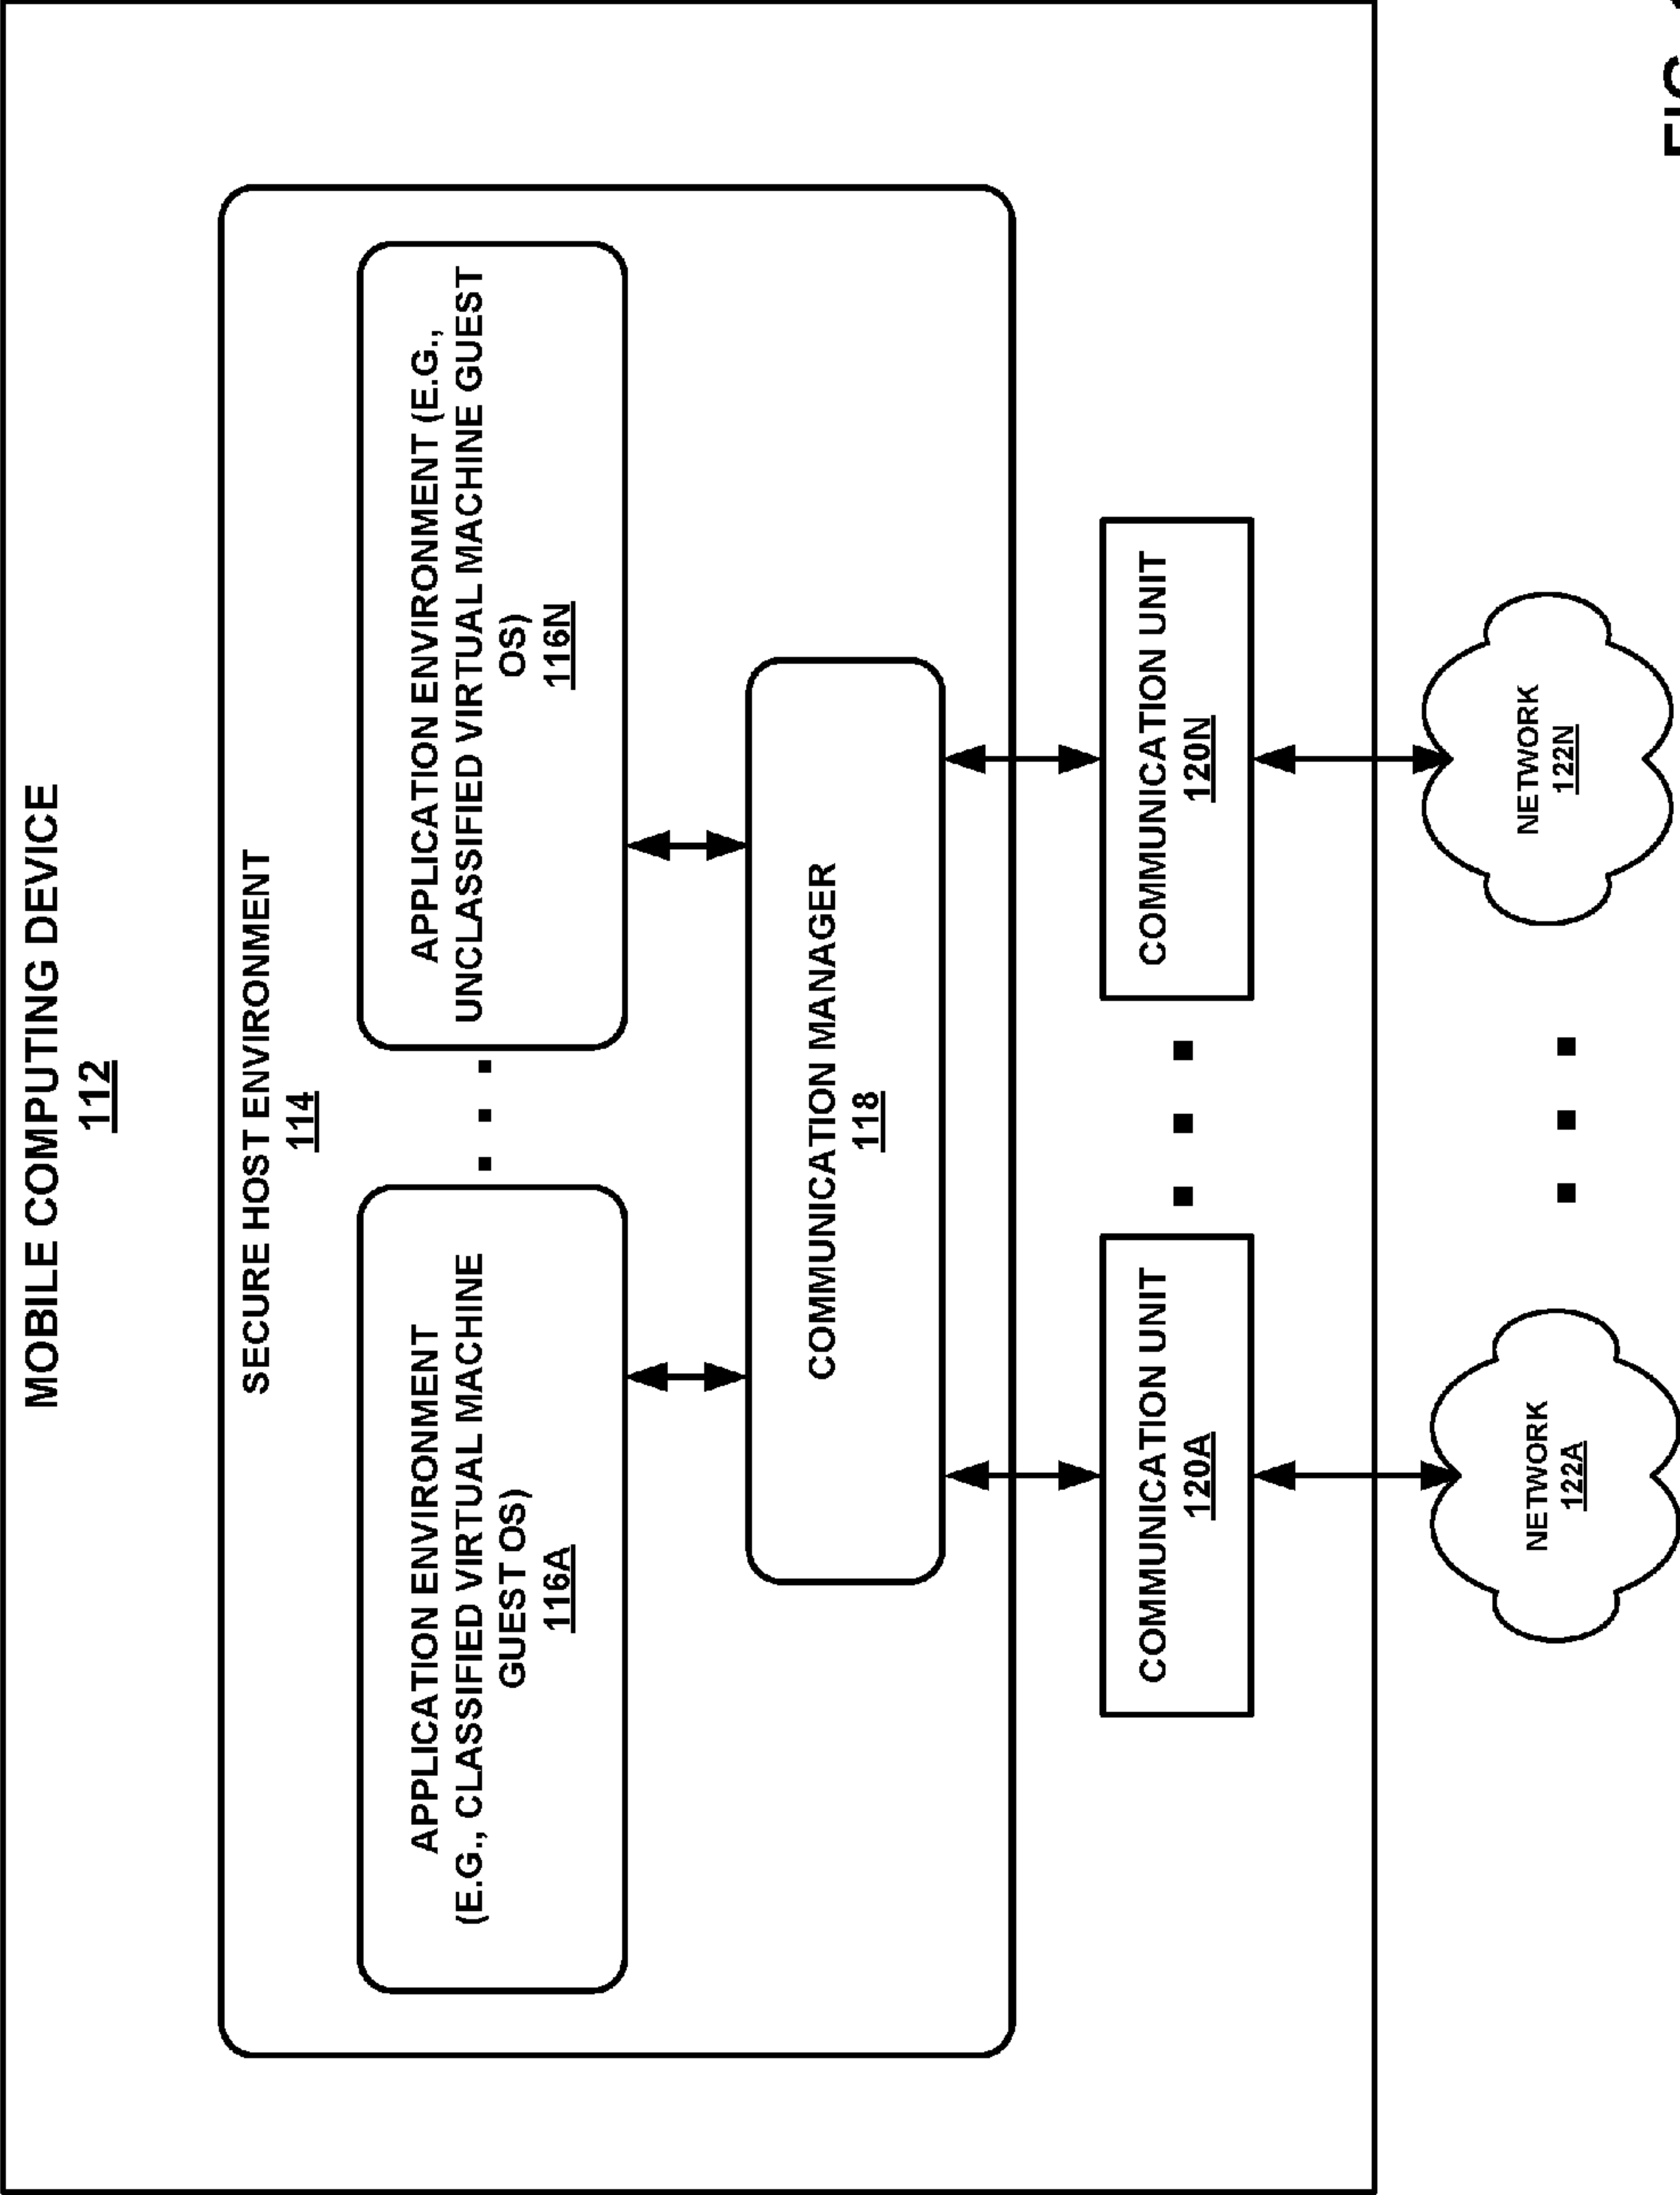 MOBILE COMPUTING DEVICE
112
SECURE HOST ENVIRONMENT
114
APPLICATION ENVIRONMENT
(E.G., CLASSIFIED VIRTUAL MACHINE
GUEST OS)
116A
APPLICATION ENVIRONMENT (E.G.,
UNCLASSIFIED VIRTUAL MACHINE GUEST
OS)
116N
COMMUNICATION MANAGER
118
COMMUNICATION UNIT
120A
COMMUNICATION UNIT
120N
NETWORK
122A
NETWORK
122N